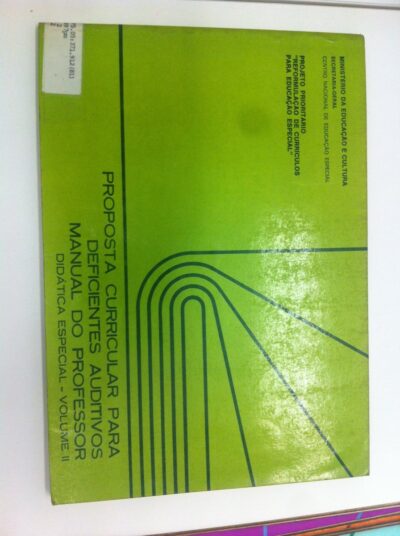 MINISTÉRIO DA EDUCAÇÃO E CULTURA
SECRETARIA-GERAL
CENTRO NACIONAL DE EDUCAÇÃO ESPECIAL
PROJETO PRIORITÁRIO
"REFORMULAÇÃO DE CURRÍCULOS
PARA EDUCAÇÃO ESPECIAL"
PROPOSTA CURRICULAR PARA
DEFICIENTES AUDITIVOS
MANUAL DO PROFESSOR
DIDÁTICA ESPECIAL - VOLUME II